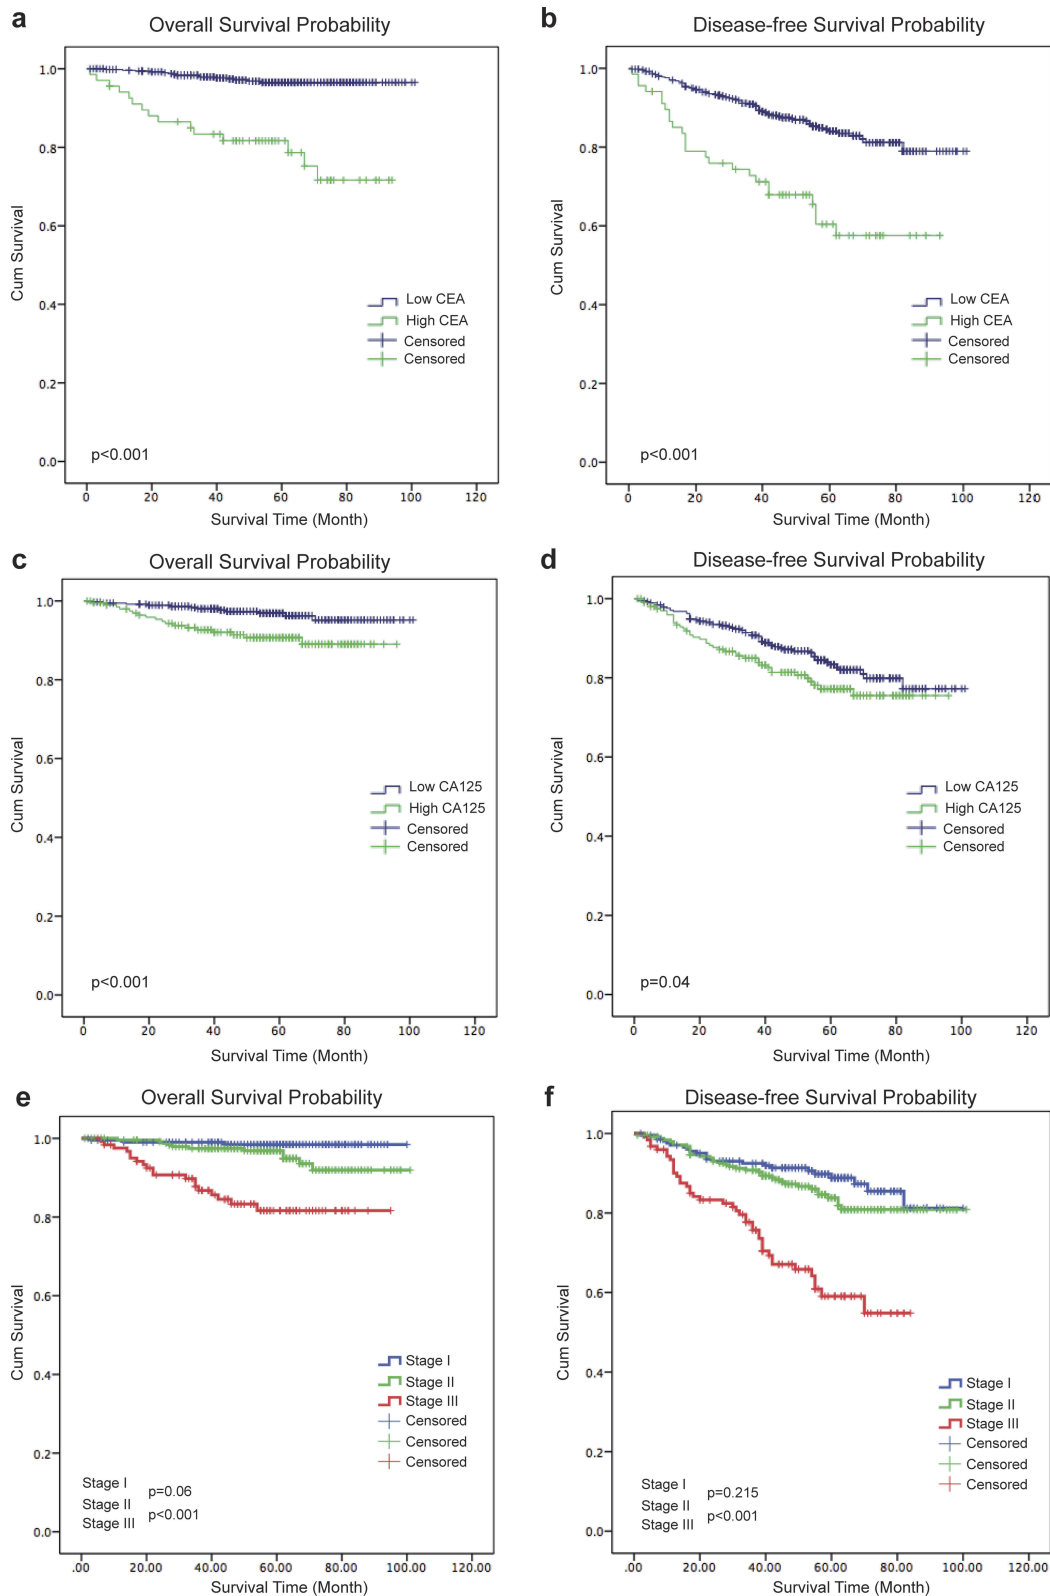 a
Overall Survival Probability
1.0
0.8
0.6
0.4
0.2
0.0
Cum Survival
Low CEA
High CEA
Censored
Censored
p<0.001
0 20 40 60 80 100 120
Survival Time (Month)
b
Disease-free Survival Probability
1.0
0.8
0.6
0.4
0.2
0.0
Cum Survival
Low CEA
High CEA
Censored
Censored
p<0.001
0 20 40 60 80 100 120
Survival Time (Month)
c
Overall Survival Probability
1.0
0.8
0.6
0.4
0.2
0.0
Cum Survival
Low CA125
High CA125
Censored
Censored
p<0.001
0 20 40 60 80 100 120
Survival Time (Month)
d
Disease-free Survival Probability
1.0
0.8
0.6
0.4
0.2
0.0
Cum Survival
Low CA125
High CA125
Censored
Censored
p=0.04
0 20 40 60 80 100 120
Survival Time (Month)
e
Overall Survival Probability
1.0
0.8
0.6
0.4
0.2
0.0
Cum Survival
Stage I
Stage II
Stage III
Censored
Censored
Censored
Stage I
p=0.06
Stage II
p<0.001
Stage III
.00 20.00 40.00 60.00 80.00 100.00 120.00
Survival Time (Month)
f
Disease-free Survival Probability
1.0
0.8
0.6
0.4
0.2
0.0
Cum Survival
Stage I
Stage II
Stage III
Censored
Censored
Censored
Stage I
p=0.215
Stage II
p<0.001
Stage III
.00 20.00 40.00 60.00 80.00 100.00 120.00
Survival Time (Month)